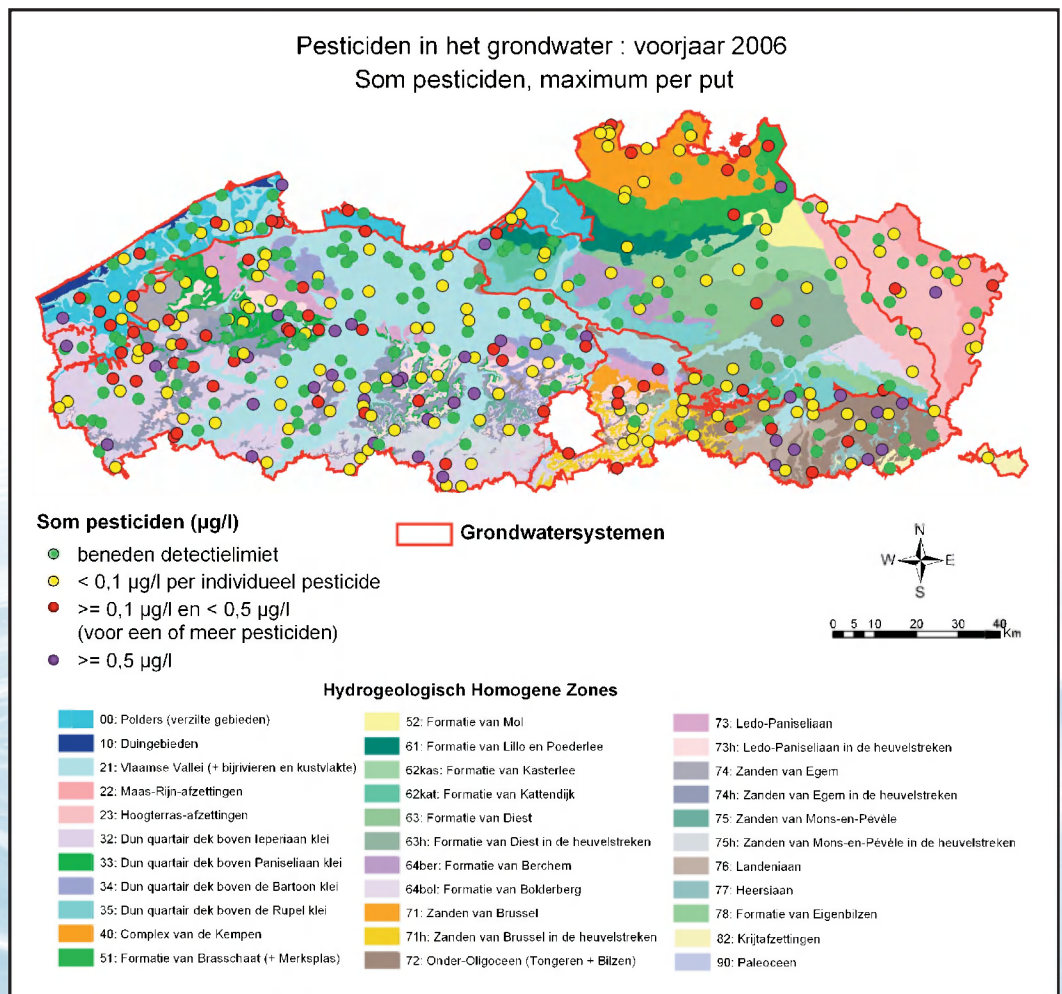 Pesticiden in het grondwater : voorjaar 2006
Som pesticiden, maximum per put
Som pesticiden (µg/l)
beneden detectielimiet
< 0,1 µg/l per individueel pesticide
>= 0,1 µg/l en < 0,5 µg/l
(voor een of meer pesticiden)
>= 0,5 µg/l
Grondwatersystemen
N
W E
S
0 5 10 20 30 40
Km
Hydrogeologisch Homogene Zones
00: Polders (verzilte gebieden)
10: Duingebieden
21: Vlaamse Vallei (+ bijrivieren en kustvlakte)
22: Maas-Rijn-afzettingen
23: Hoogterras-afzettingen
32: Dun quartair dek boven Ieperiaan klei
33: Dun quartair dek boven Paniseliaan klei
34: Dun quartair dek boven de Bartoon klei
35: Dun quartair dek boven de Rupel klei
40: Complex van de Kempen
51: Formatie van Brasschaat (+ Merksplas)
52: Formatie van Mol
61: Formatie van Lillo en Poederlee
62kas: Formatie van Kasterlee
62kat: Formatie van Kattendijk
63: Formatie van Diest
63h: Formatie van Diest in de heuvelstreken
64ber: Formatie van Berchem
64bol: Formatie van Bolderberg
71: Zanden van Brussel
71h: Zanden van Brussel in de heuvelstreken
72: Onder-Oligoceen (Tongeren + Bilzen)
73: Ledo-Paniseliaan
73h: Ledo-Paniseliaan in de heuvelstreken
74: Zanden van Egem
74h: Zanden van Egem in de heuvelstreken
75: Zanden van Mons-en-Pévèle
75h: Zanden van Mons-en-Pévèle in de heuvelstreken
76: Landeniaan
77: Heersiaan
78: Formatie van Eigenbilzen
82: Krijtafzettingen
90: Paleoceen